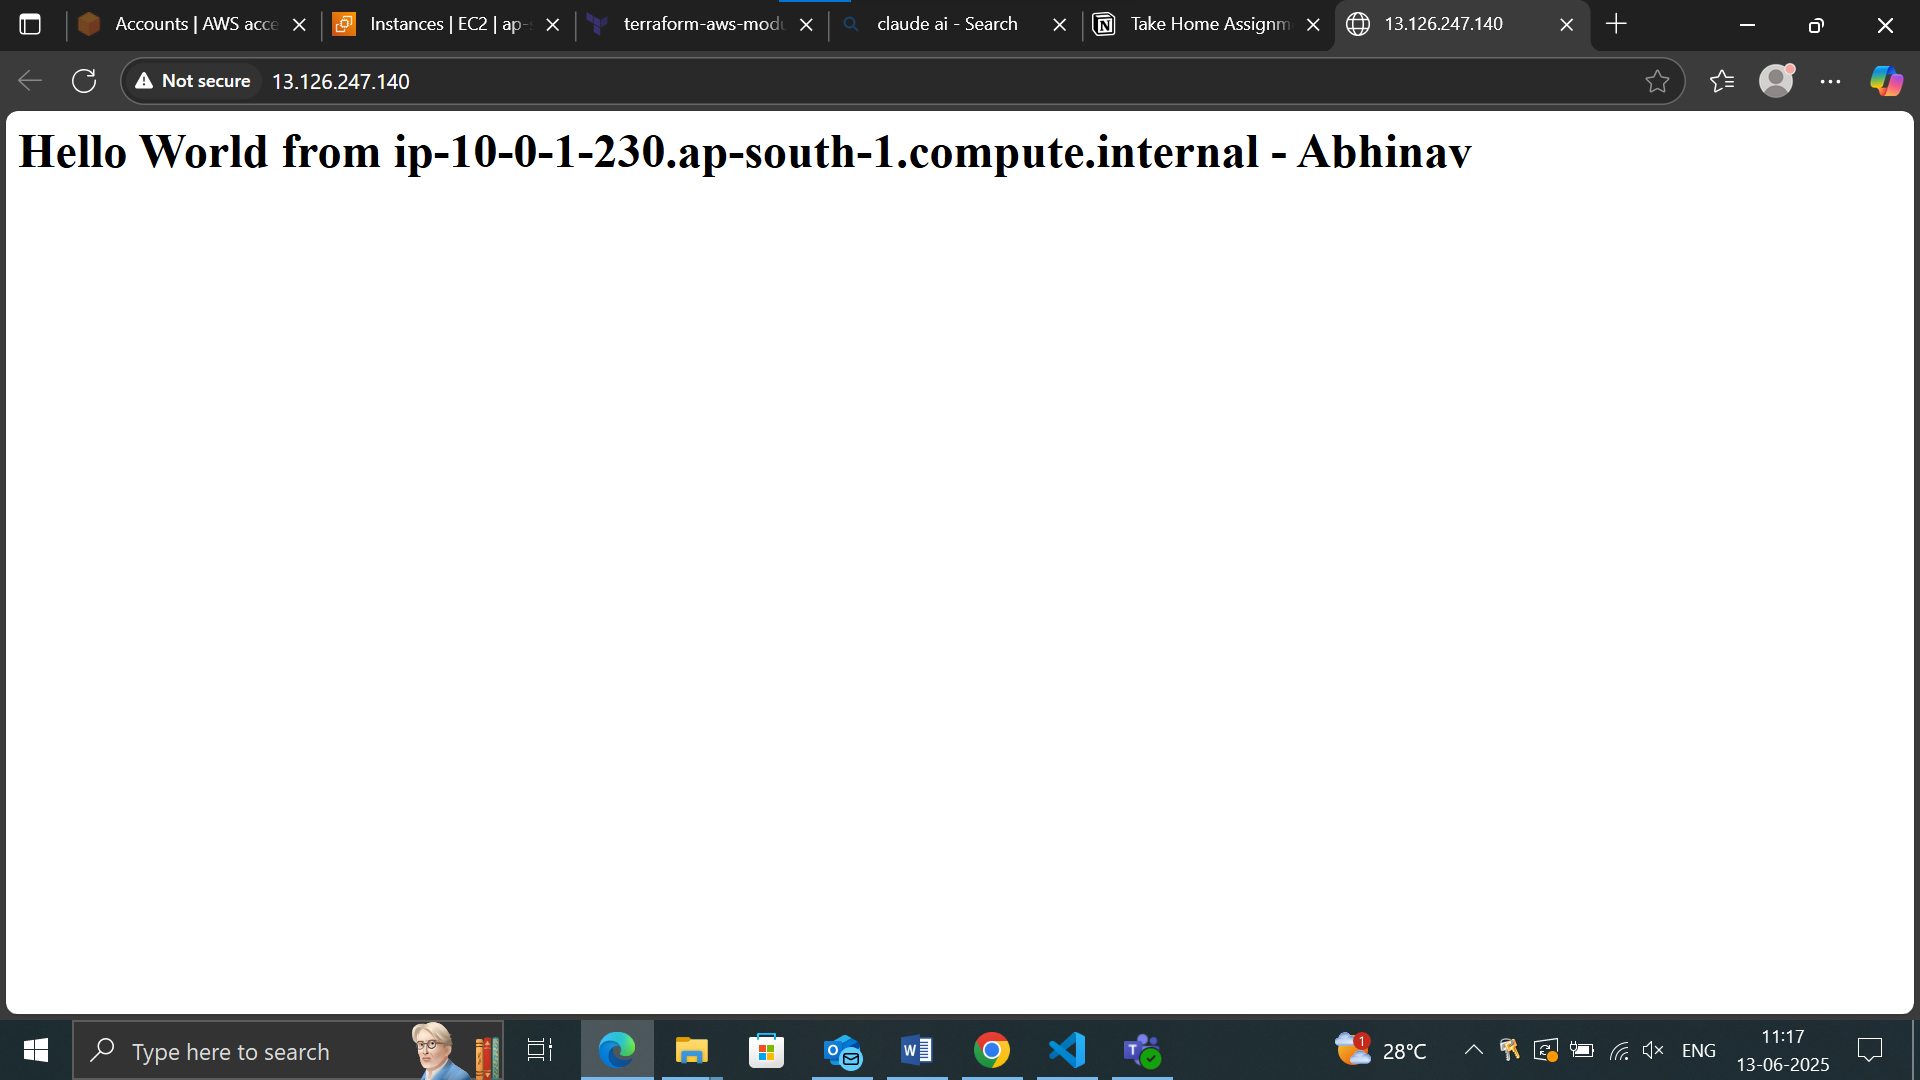 Accounts | AWS acce
Instances | EC2 | ap-s
terraform-aws-modu
claude ai - Search
Take Home Assignm
13.126.247.140
Not secure
13.126.247.140
Hello World from ip-10-0-1-230.ap-south-1.compute.internal - Abhinav
Type here to search
1
28°C
ENG
11:17
13-06-2025